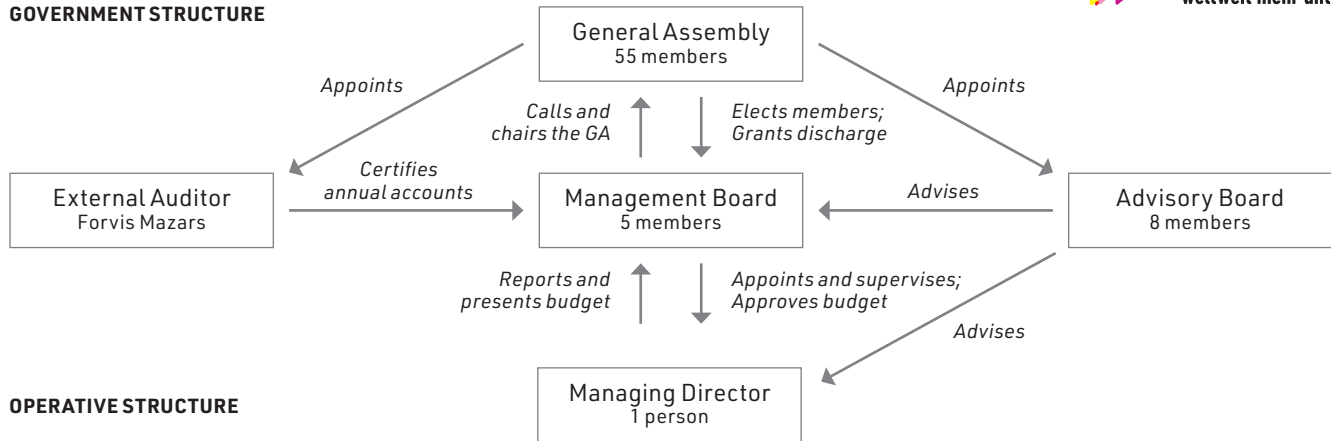 GOVERNMENT STRUCTURE
General Assembly
55 members
Appoints
Calls and
chairs the GA
Elects members;
Grants discharge
Appoints
Certifies
annual accounts
External Auditor
Forvis Mazars
Management Board
5 members
Advises
Advisory Board
8 members
Reports and
presents budget
Appoints and supervises;
Approves budget
Advises
Managing Director
1 person
OPERATIVE STRUCTURE